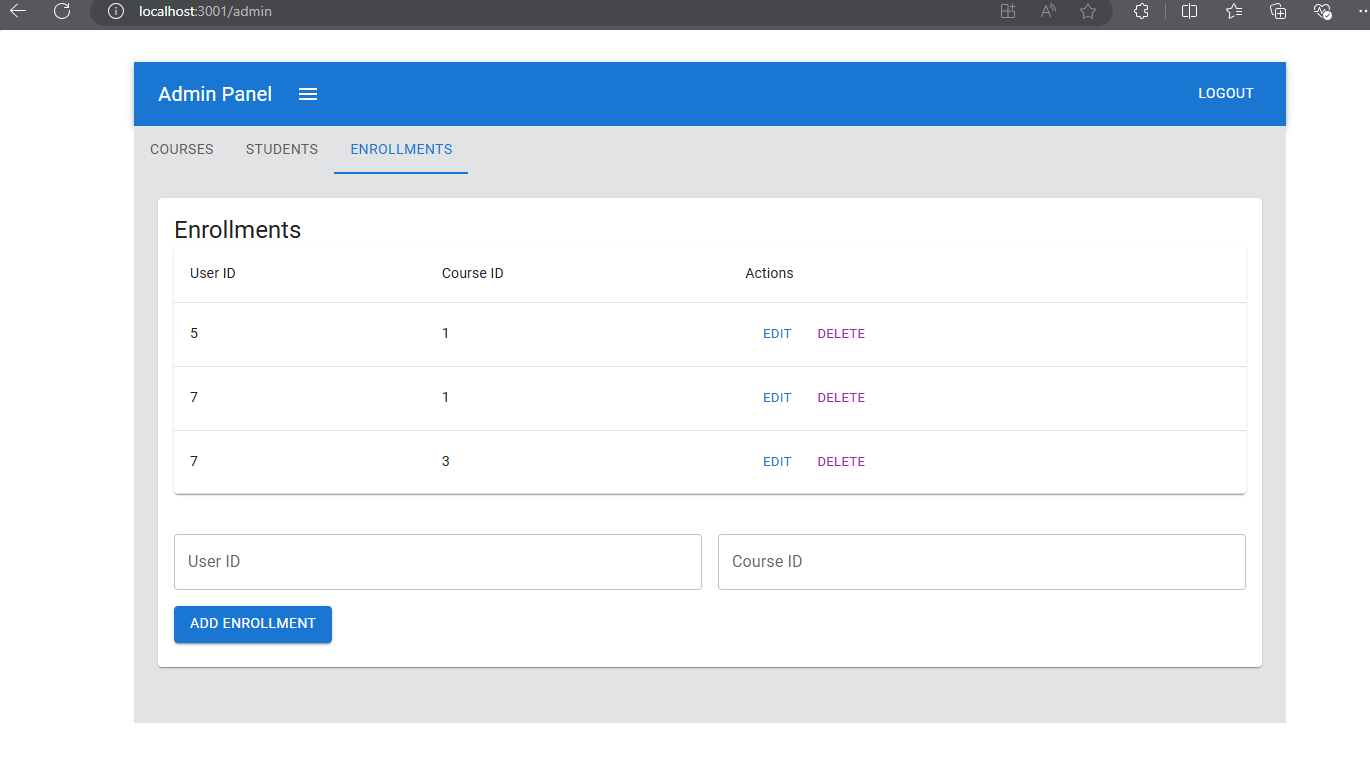 localhost:3001/admin
Admin Panel LOGOUT
COURSES STUDENTS ENROLLMENTS
Enrollments
User ID Course ID Actions
5 1 EDIT DELETE
7 1 EDIT DELETE
7 3 EDIT DELETE
User ID Course ID
ADD ENROLLMENT